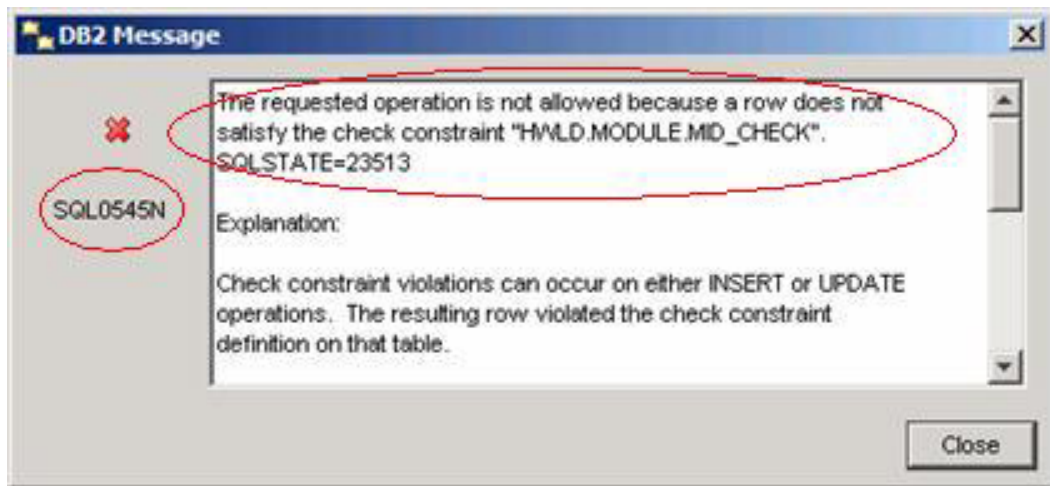 DB2 Message
The requested operation is not allowed because a row does not
satisfy the check constraint "HWLD.MODULE.MID_CHECK".
SQLSTATE=23513
SQL0545N
Explanation:
Check constraint violations can occur on either INSERT or UPDATE
operations.  The resulting row violated the check constraint
definition on that table.
Close